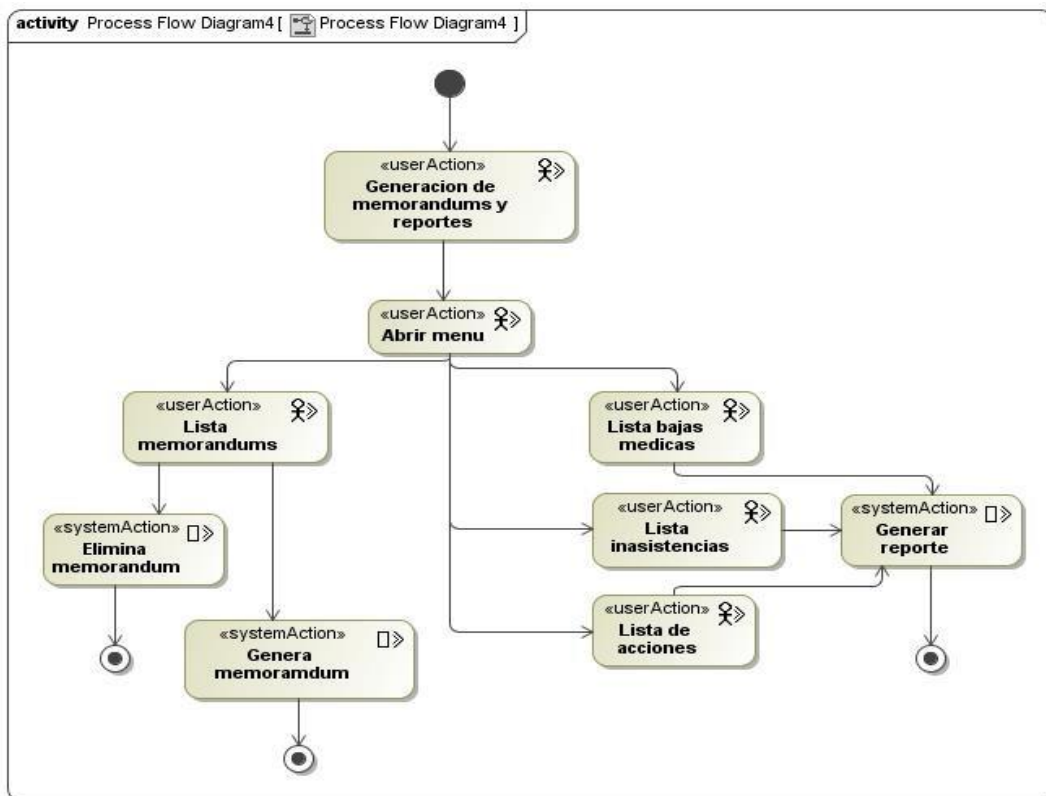 activity Process Flow Diagram4 [ Process Flow Diagram4 ]
«userAction»
Generacion de
memorandums y
reportes
«userAction»
Abrir menu
«userAction»
Lista
memorandums
«userAction»
Lista bajas
medicas
«systemAction»
Elimina
memorandum
«userAction»
Lista
inasistencias
«systemAction»
Generar
reporte
«systemAction»
Genera
memoramdum
«userAction»
Lista de
acciones